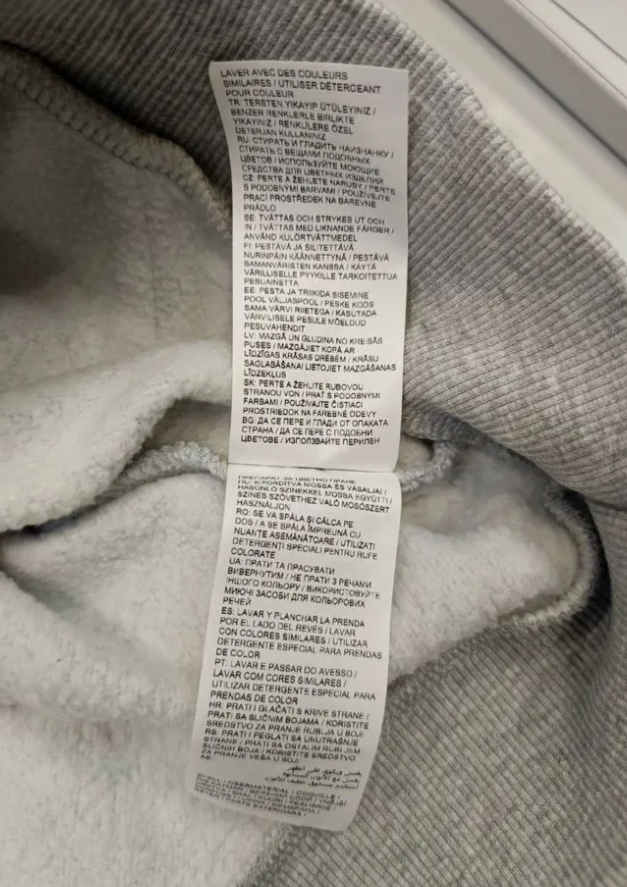 LAVER AVEC DES COULEURS
SIMILAIRES / UTILISER DÉTERGEANT
POUR COULEUR
TR: TERSTEN YIKAYIP ÜTÜLEYINIZ /
BENZER RENKLERLE BIRLIKTE
YIKAYINIZ / RENKLILERE ÖZEL
DETERJAN KULLANINIZ
RU: СТИРАТЬ И ГЛАДИТЬ НАИЗНАНКУ /
СТИРАТЬ С ВЕЩАМИ ПОДОБНЫХ
ЦВЕТОВ / ИСПОЛЬЗУЙТЕ МОЮЩИЕ
СРЕДСТВА ДЛЯ ЦВЕТНЫХ ИЗДЕЛИЙ
CZ: PERTE A ŽEHLETE NARUBY / PERTE
S PODOBNÝMI BARVAMI / POUŽÍVEJTE
PRACÍ PROSTŘEDEK NA BAREVNÉ
PRÁDLO
SE: TVÄTTAS OCH STRYKES UT OCH
IN / TVÄTTAS MED LIKNANDE FÄRGER /
ANVÄND KULÖRTVÄTTMEDEL
FI: PESTÄVÄ JA SILITETTÄVÄ
NURINPÄIN KÄÄNNETTYNÄ / PESTÄVÄ
SAMANVÄRISTEN KANSSA / KÄYTÄ
VÄRILLISELLE PYYKILLE TARKOITETTUA
PESUAINETTA
EE: PESTA JA TRIIKIDA SISEMINE
POOL VÄLJASPOOL / PESKE KOOS
SAMA VÄRVI RIIETEGA / KASUTADA
VÄRVILISELE PESULE MÕELDUD
PESUVAHENDIT
LV: MAZGĀ UN GLUDINA NO KREISĀS
PUSES / MAZGĀJIET KOPĀ AR
LĪDZĪGAS KRĀSAS DRĒBĒM / KRĀSU
SAGLABĀŠANAI LIETOJIET MAZGĀŠANAS
LĪDZEKĻUS
SK: PERTE A ŽEHLITE RUBOVOU
STRANOU VON / PRAŤ S PODOBNÝMI
FARBAMI / POUŽÍVAJTE ČISTIACI
PROSTRIEDOK NA FAREBNÉ ODEVY
BG: ДА СЕ ПЕРЕ И ГЛАДИ ОТ ОПАКАТА
СТРАНА / ДА СЕ ПЕРЕ С ПОДОБНИ
ЦВЕТОВЕ / ИЗПОЛЗВАЙТЕ ПЕРИЛЕН
ПРЕПАРАТ ЗА ЦВЕТНО ПРАНЕ
HU: KIFORDÍTVA MOSSA ÉS VASALJA! /
HASONLÓ SZÍNEKKEL MOSSA EGYÜTT! /
SZÍNES SZÖVETHEZ VALÓ MOSÓSZERT
HASZNÁLJON
RO: SE VA SPĂLA ȘI CĂLCA PE
DOS / A SE SPĂLA ÎMPREUNĂ CU
NUANȚE ASEMĂNĂTOARE / UTILIZAȚI
DETERGENȚI SPECIALI PENTRU RUFE
COLORATE
UA: ПРАТИ ТА ПРАСУВАТИ
ВИВЕРНУТИМ / НЕ ПРАТИ З РЕЧАМИ
ІНШОГО КОЛЬОРУ / ВИКОРИСТОВУЙТЕ
МИЮЧІ ЗАСОБИ ДЛЯ КОЛЬОРОВИХ
РЕЧЕЙ
ES: LAVAR Y PLANCHAR LA PRENDA
POR EL LADO DEL REVÉS / LAVAR
CON COLORES SIMILARES / UTILIZAR
DETERGENTE ESPECIAL PARA PRENDAS
DE COLOR
PT: LAVAR E PASSAR DO AVESSO /
LAVAR COM CORES SIMILARES /
UTILIZAR DETERGENTE ESPECIAL PARA
PRENDAS DE COLOR
HR: PRATI I GLAČATI S KRIVE STRANE /
PRATI SA SLIČNIM BOJAMA / KORISTITE
SREDSTVO ZA PRANJE RUBLJA U BOJI
RS: PRATI I PEGLATI SA UNUTRAŠNJE
STRANE / PRATI SA OSTALIM RUBLJEM
SLIČNIH BOJA / KORISTITE SREDSTVO
ZA PRANJE VEŠA U BOJI